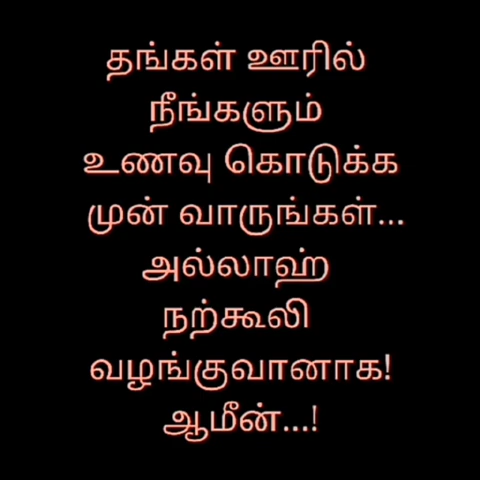 தங்கள் ஊரில்
நீங்களும்
உணவு கொடுக்க
முன் வாருங்கள்...
அல்லாஹ்
நற்கூலி
வழங்குவானாக!
ஆமீன்...!